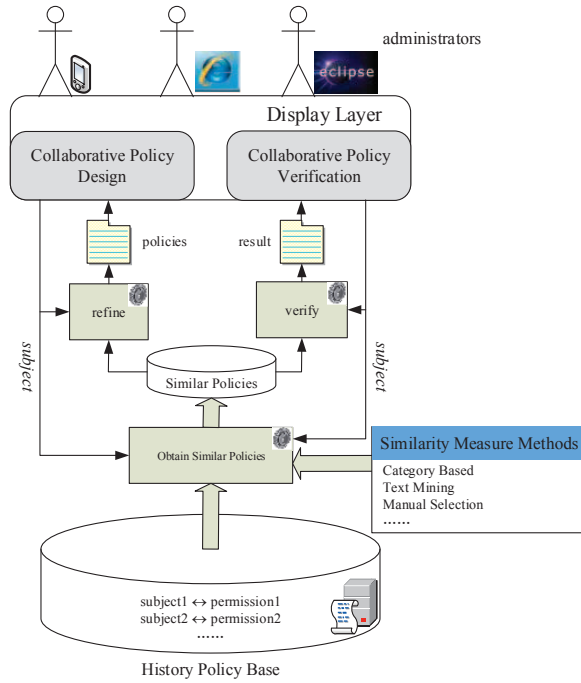 administrators
eclipse
Display Layer
Collaborative Policy
Design
Collaborative Policy
Verification
policies
result
refine
verify
subject
subject
Similar Policies
Obtain Similar Policies
Similarity Measure Methods
Category Based
Text Mining
Manual Selection
......
subject1 ↔ permission1
subject2 ↔ permission2
......
History Policy Base